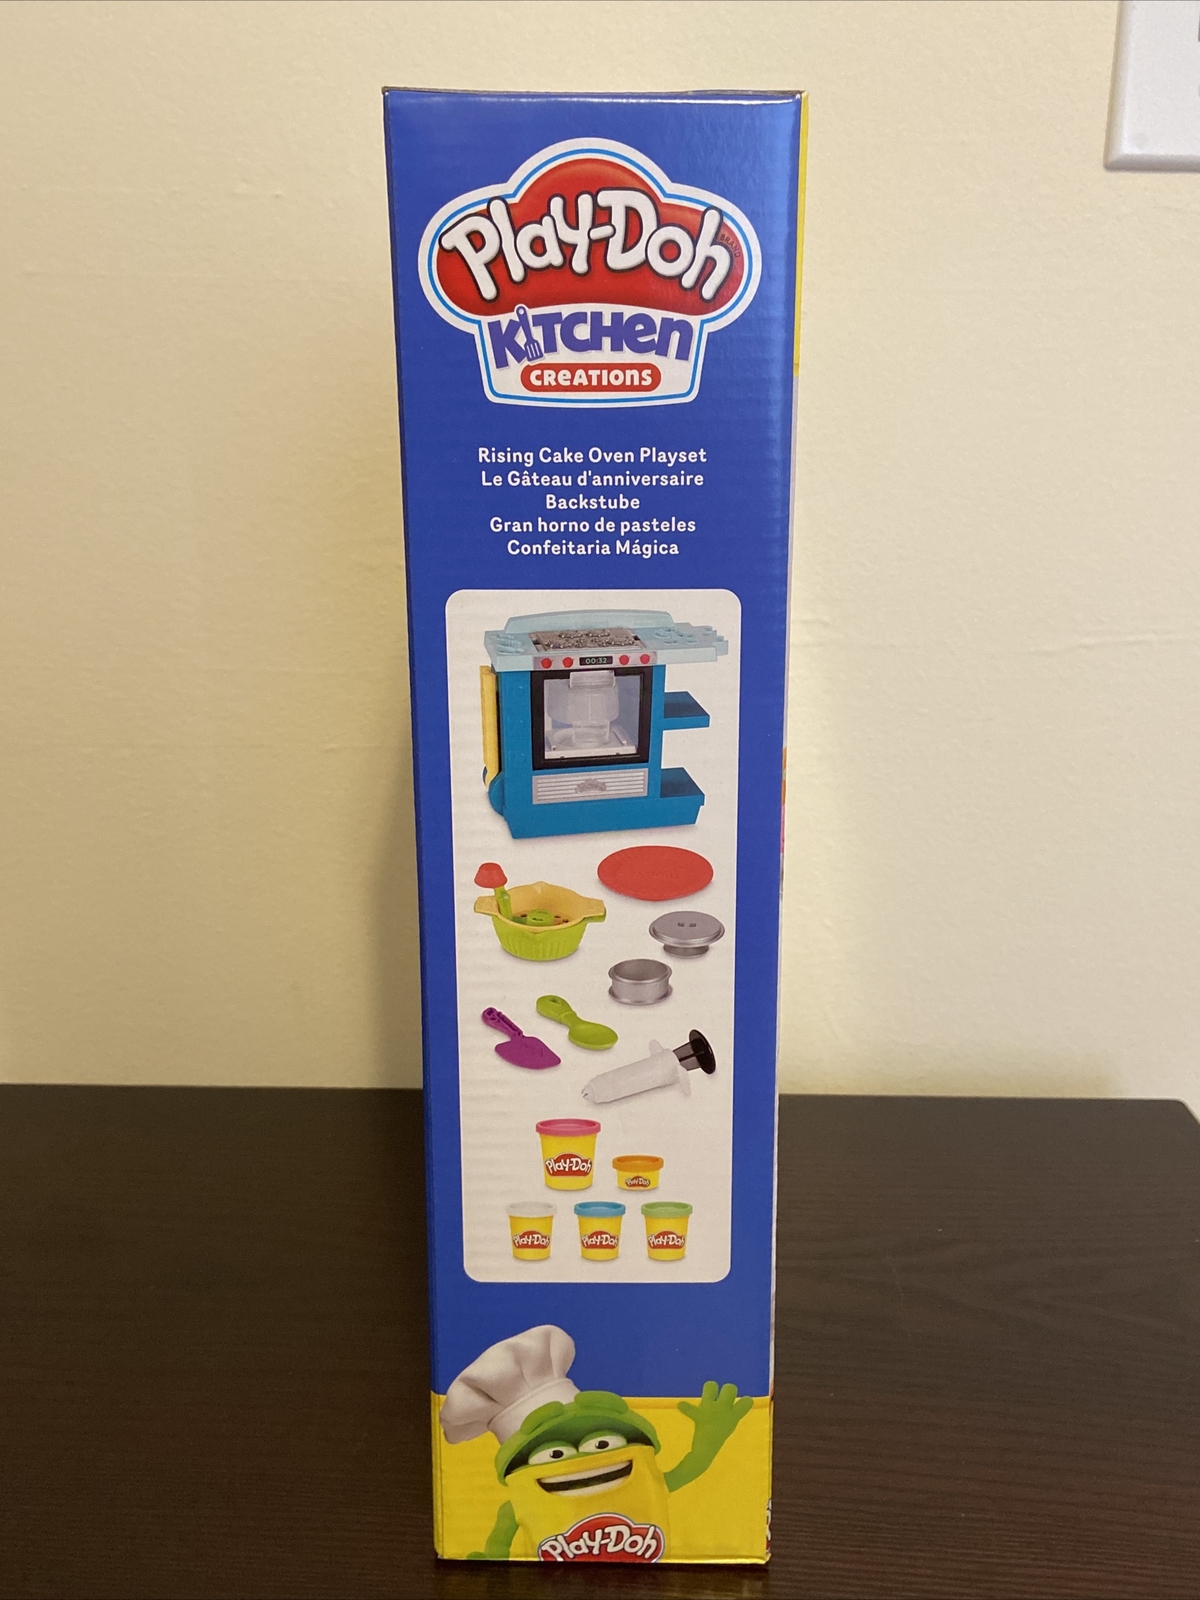 Play-Doh
BRAND
KITCHEN
CREATIONS
Rising Cake Oven Playset
Le Gâteau d'anniversaire
Backstube
Gran horno de pasteles
Confeitaria Mágica
00:32
Play-Doh
Play-Doh
Play-Doh
Play-Doh
Play-Doh
Play-Doh